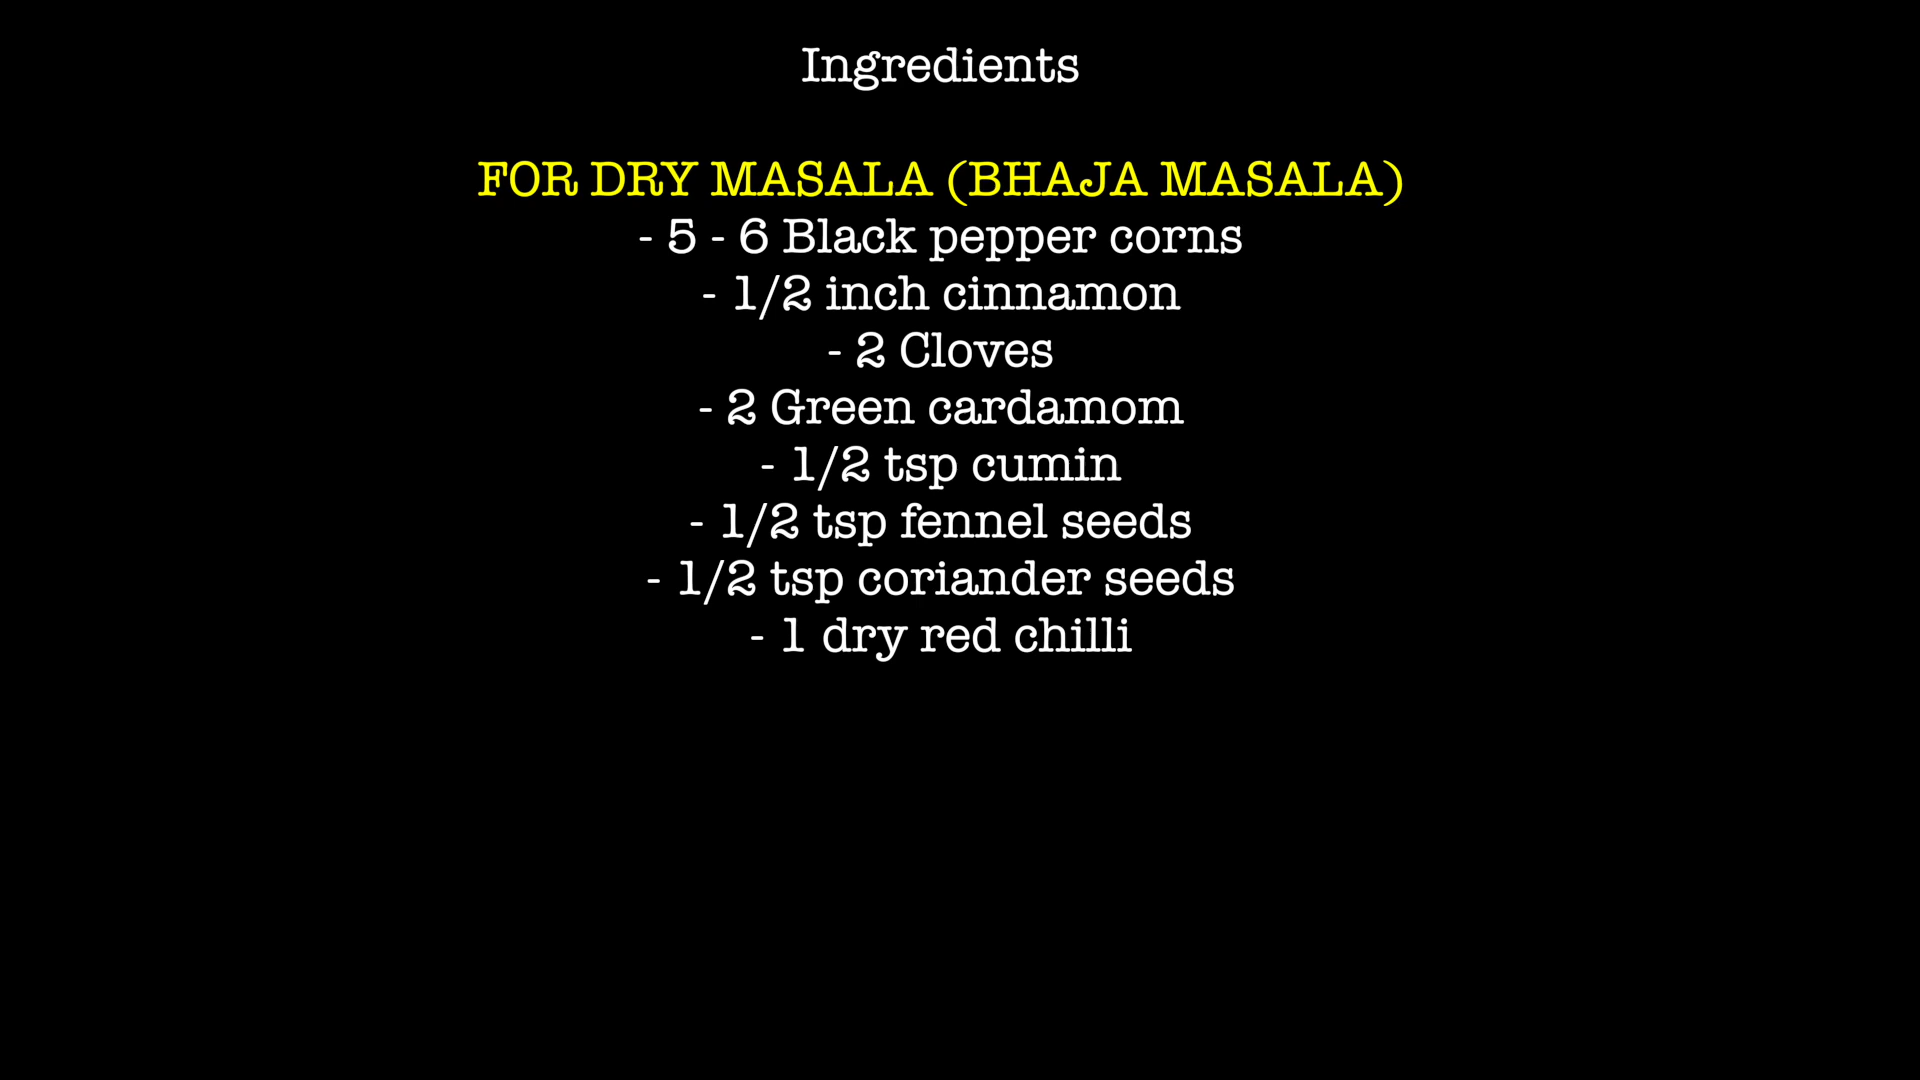 Ingredients
FOR DRY MASALA (BHAJA MASALA)
- 5 - 6 Black pepper corns
- 1/2 inch cinnamon
- 2 Cloves
- 2 Green cardamom
- 1/2 tsp cumin
- 1/2 tsp fennel seeds
- 1/2 tsp coriander seeds
- 1 dry red chilli